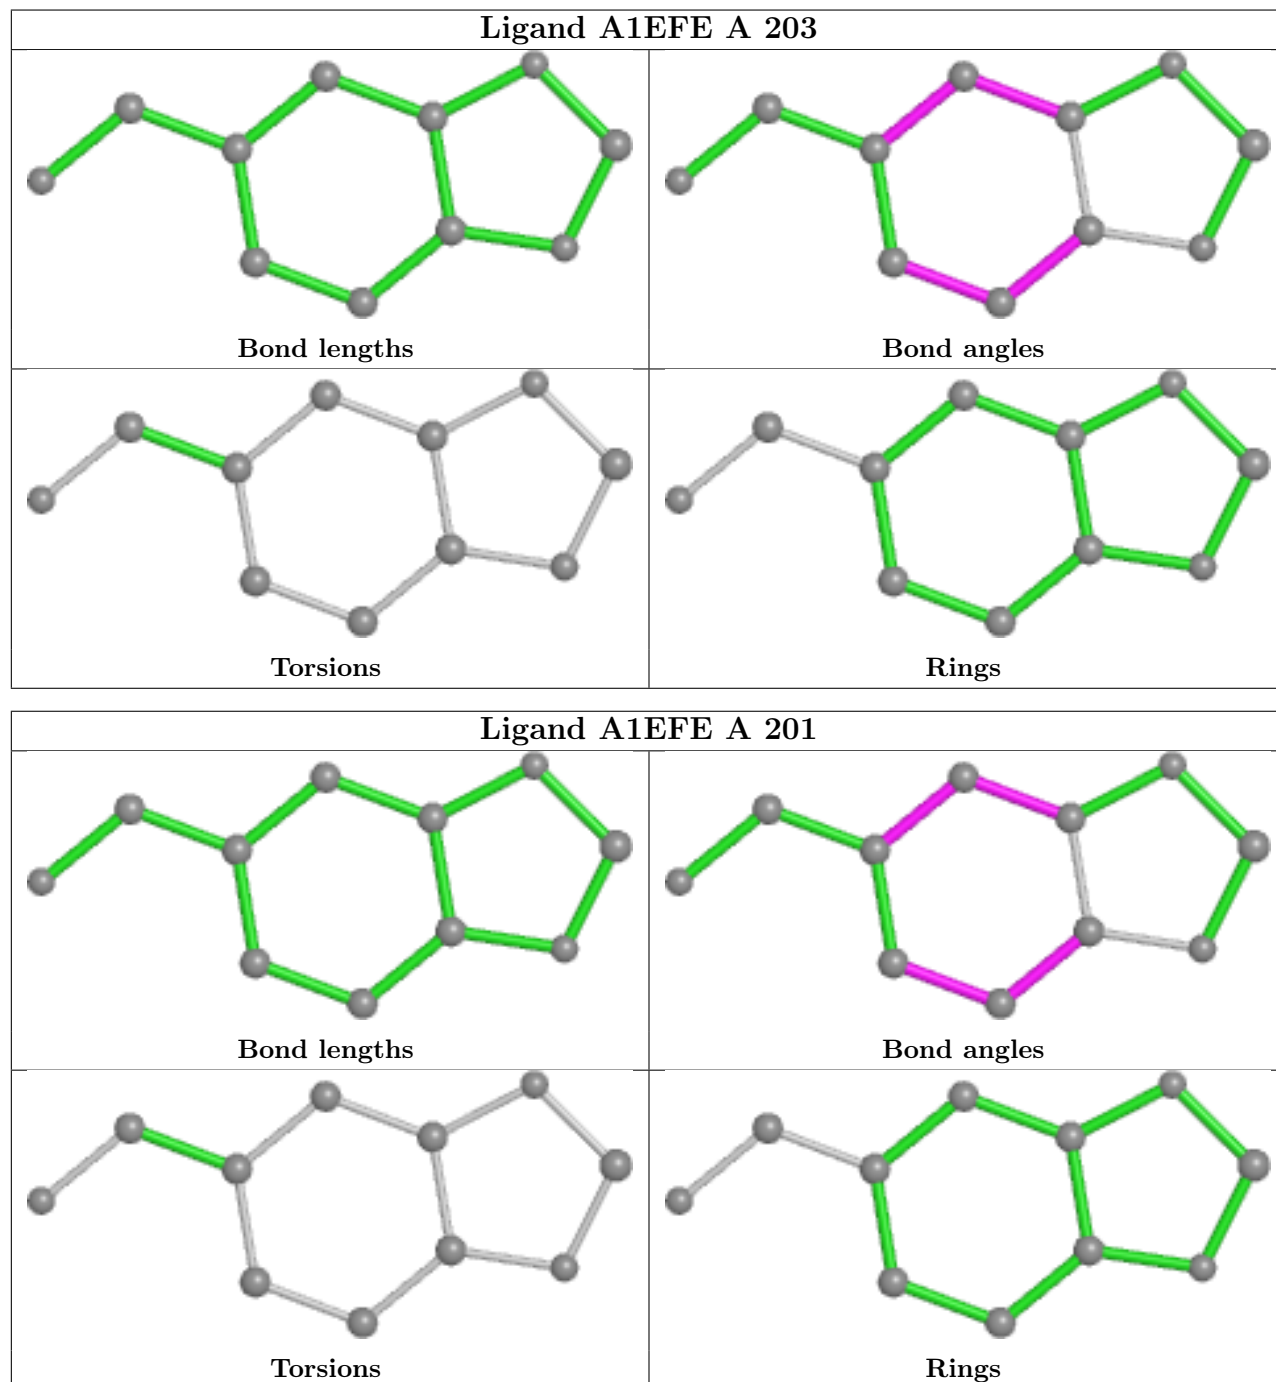 Ligand A1EFE A 203
Bond lengths
Bond angles
Torsions
Rings
Ligand A1EFE A 201
Bond lengths
Bond angles
Torsions
Rings